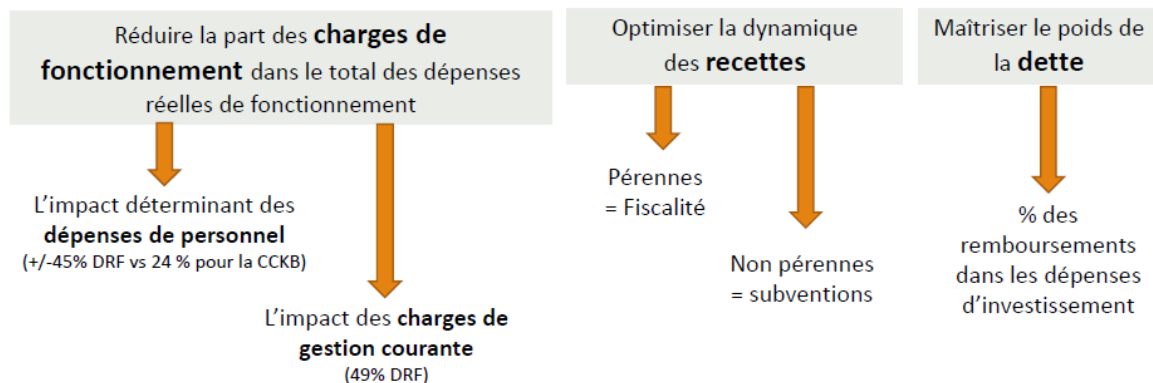 Réduire la part des charges de
fonctionnement dans le total des dépenses
réelles de fonctionnement
L'impact déterminant des
dépenses de personnel
(+/-45% DRF vs 24 % pour la CCKB)
L'impact des charges de
gestion courante
(49% DRF)
Optimiser la dynamique
des recettes
Pérennes
= Fiscalité
Non pérennes
= subventions
Maîtriser le poids de
la dette
% des
remboursements
dans les dépenses
d'investissement